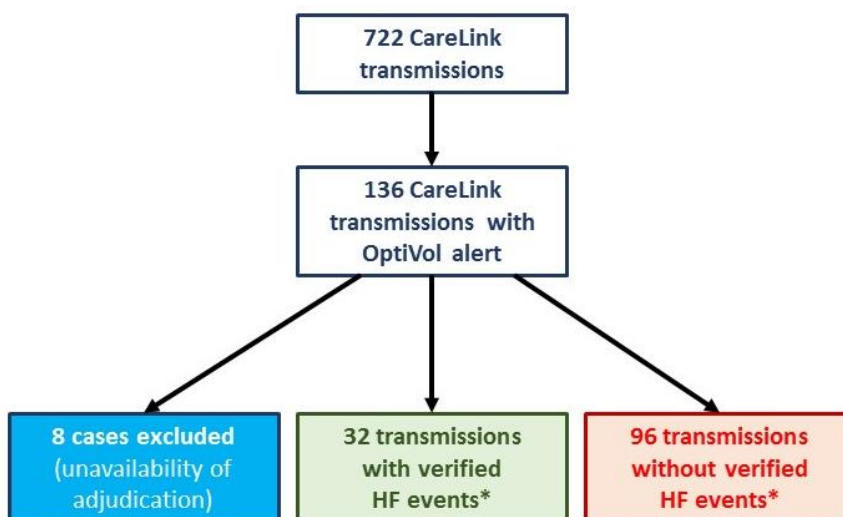 722 CareLink
transmissions
136 CareLink
transmissions with
OptiVol alert
8 cases excluded
(unavailability of
adjudication)
32 transmissions
with verified
HF events*
96 transmissions
without verified
HF events*